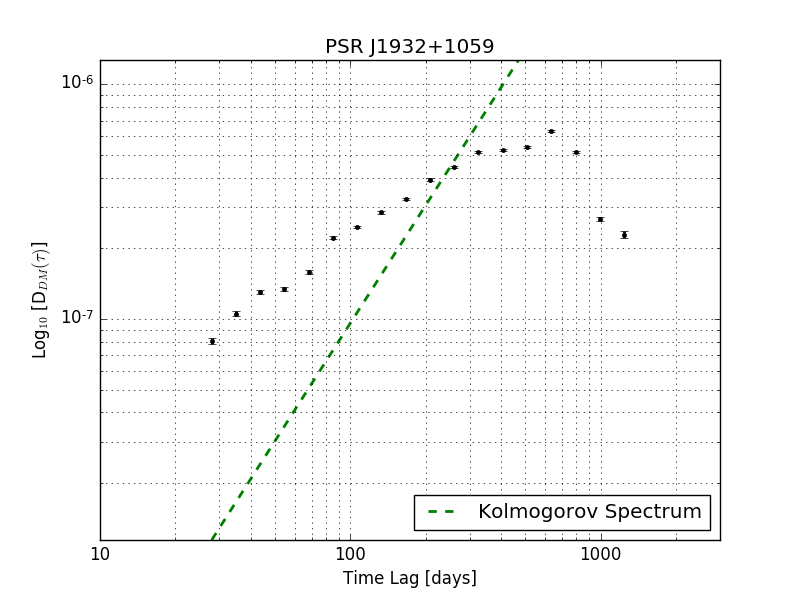 PSR J1932+1059
10⁻⁶
10⁻⁷
Log₁₀ [D_DM(τ)]
Kolmogorov Spectrum
10
100
1000
Time Lag [days]